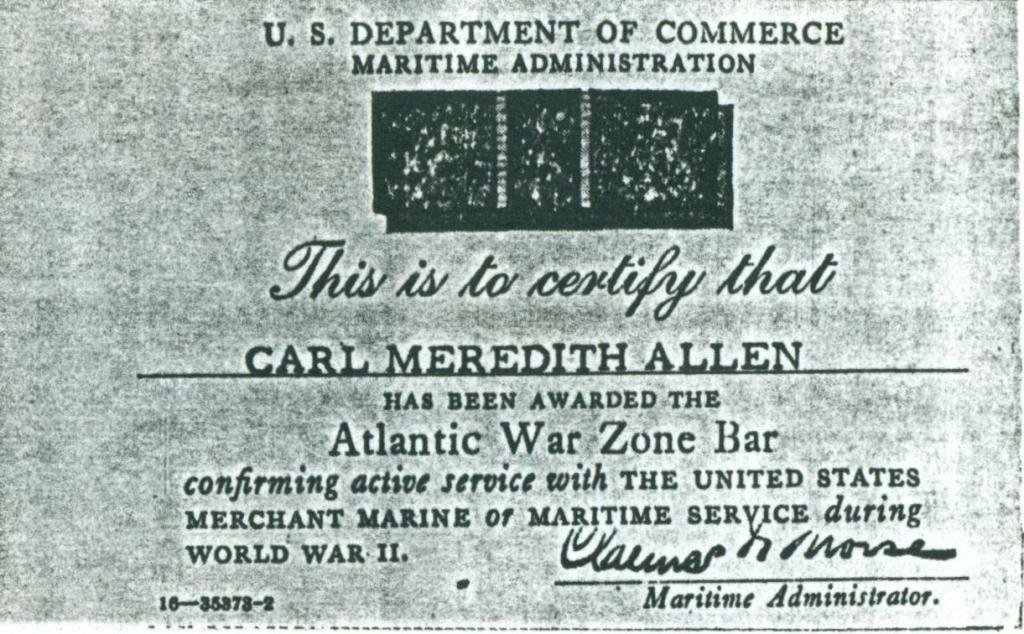 U. S. DEPARTMENT OF COMMERCE
MARITIME ADMINISTRATION
This is to certify that
CARL MEREDITH ALLEN
HAS BEEN AWARDED THE
Atlantic War Zone Bar
confirming active service with THE UNITED STATES
MERCHANT MARINE or MARITIME SERVICE during
WORLD WAR II.
Maritime Administrator.
16—35373-2